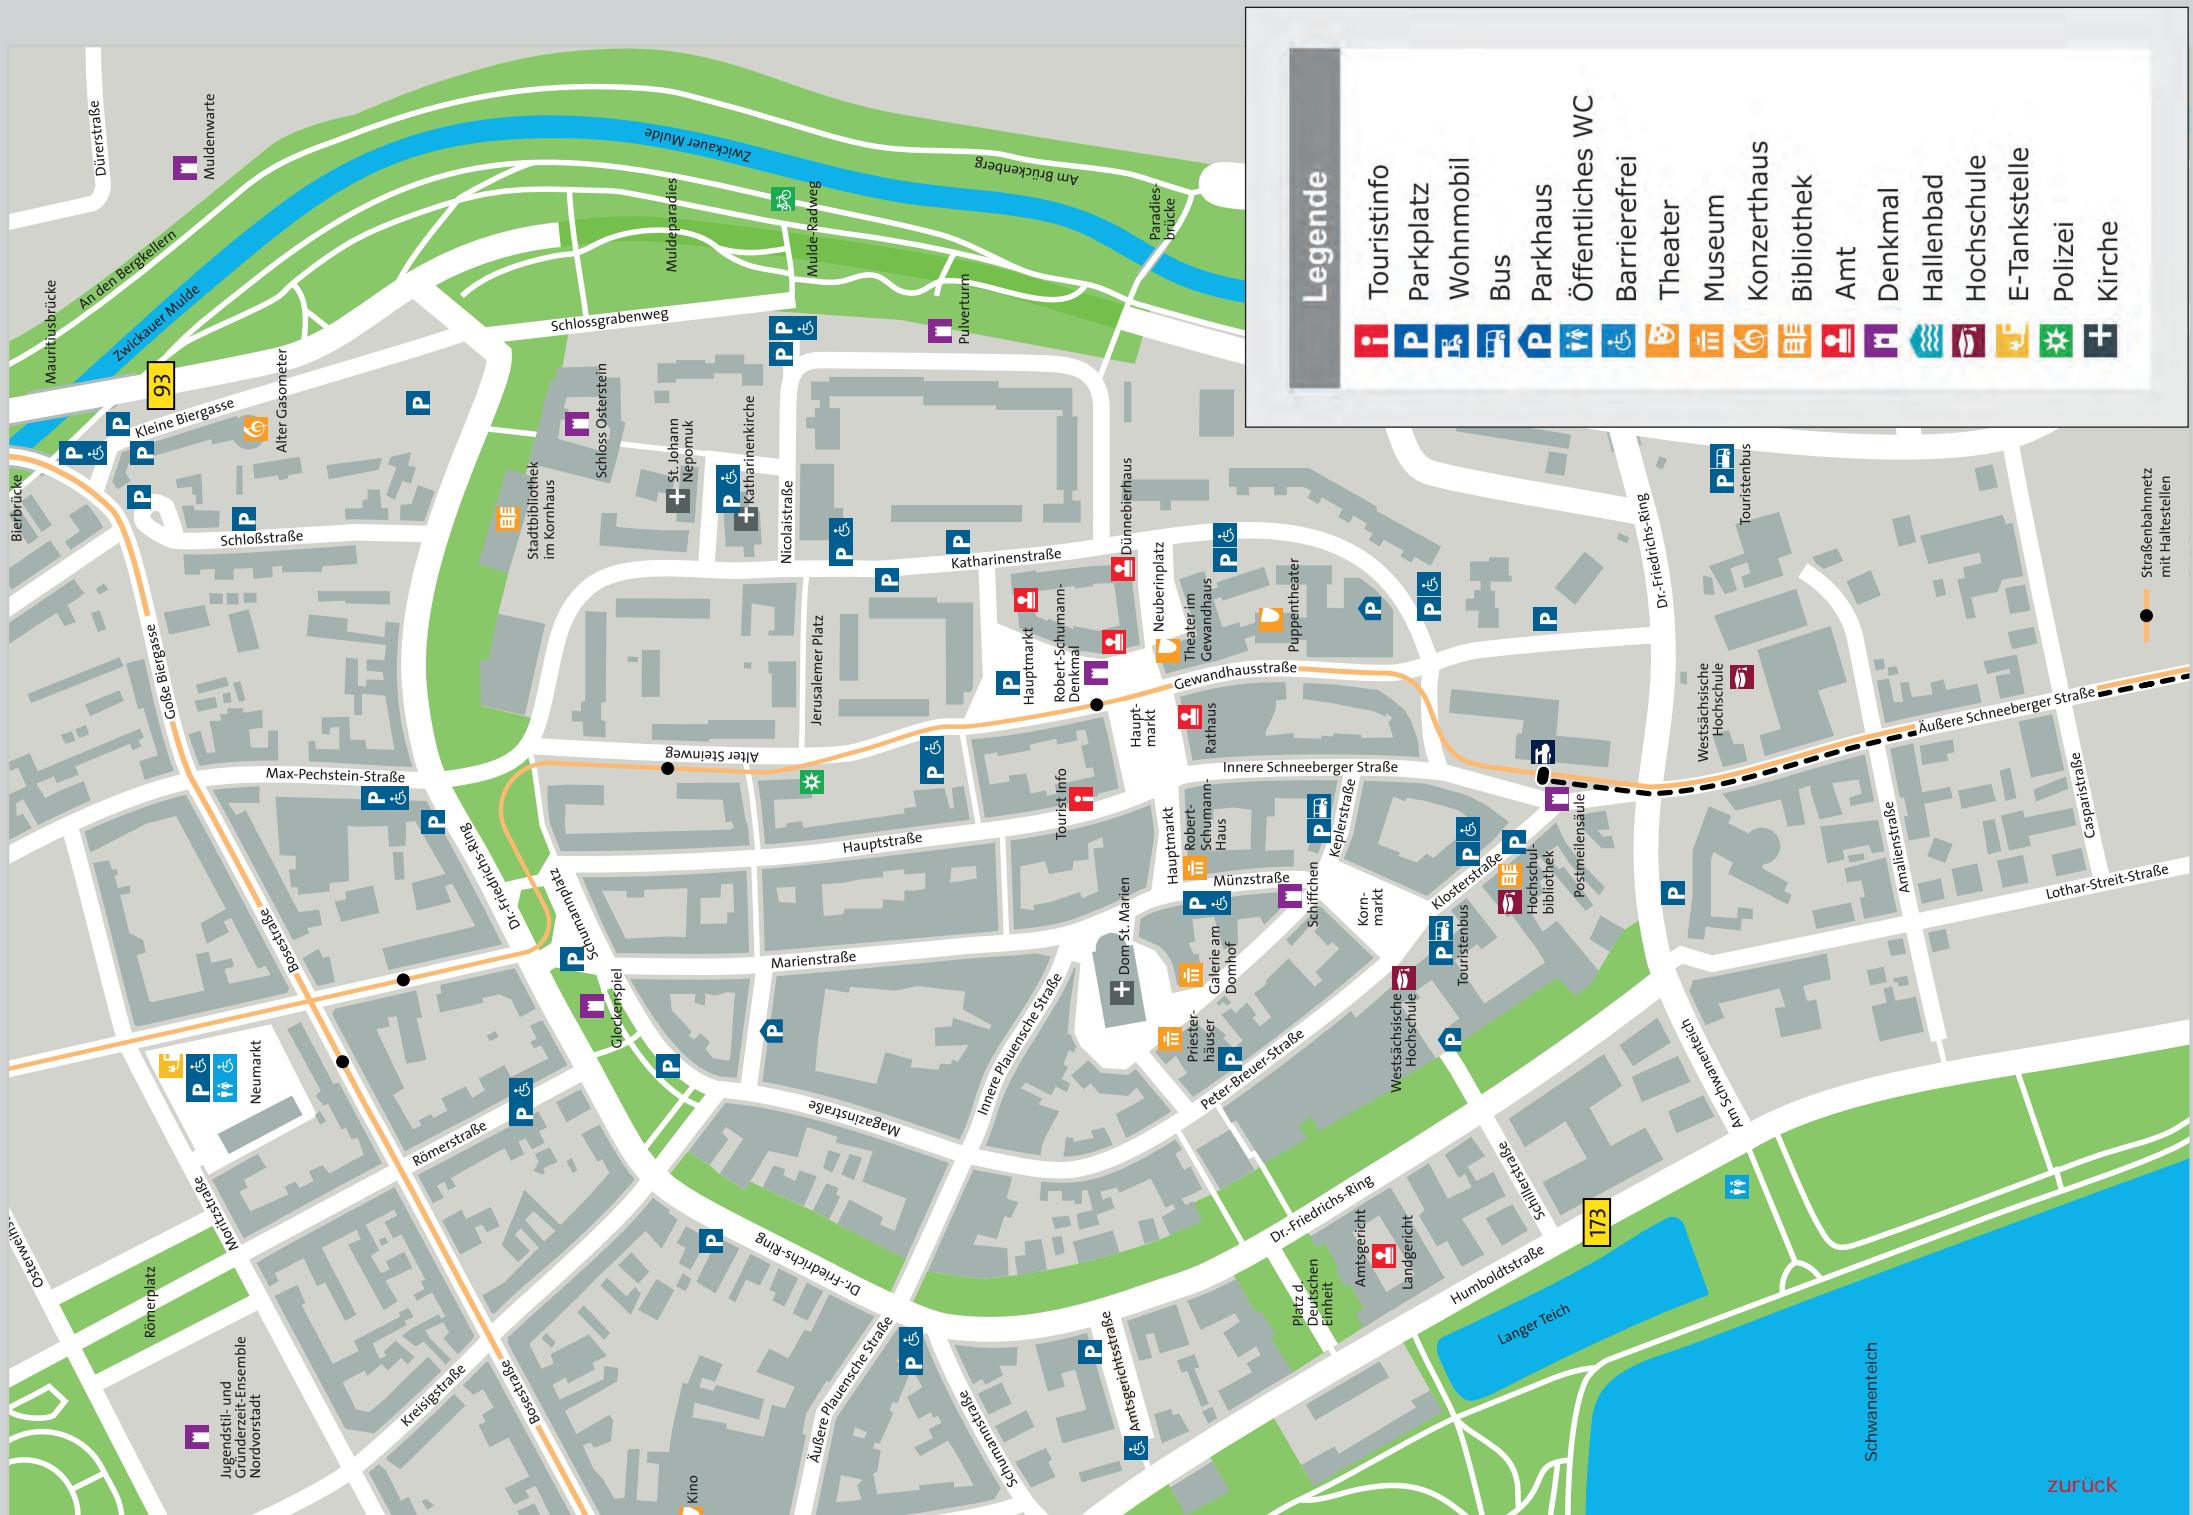 Legende
Touristinfo
Parkplatz
Wohnmobil
Bus
Parkhaus
Öffentliches WC
Barrierefrei
Theater
Museum
Konzerthaus
Bibliothek
Amt
Denkmal
Hallenbad
Hochschule
E-Tankstelle
Polizei
Kirche
Dürerstraße
Muldenwarte
An den Bergkellern
Mauritiusbrücke
Zwickauer Mulde
Zwickauer Mulde
Am Brückenberg
Paradies-
brücke
Muldeparadies
Mulde-Radweg
Pulverturm
Schlossgrabenweg
93
Kleine Biergasse
Alter Gasometer
Bierbrücke
Schloßstraße
Schloss Osterstein
Stadtbibliothek
im Kornhaus
St. Johann
Nepomuk
Katharinenkirche
Nicolaistraße
Katharinenstraße
Dünnebierhaus
Neuberinplatz
Theater im
Gewandhaus
Puppentheater
Dr.-Friedrichs-Ring
Touristenbus
Straßenbahnnetz
mit Haltestellen
Goße Biergasse
Jerusalemer Platz
Hauptmarkt
Robert-Schumann-
Denkmal
Gewandhausstraße
Haupt-
markt
Rathaus
Westsächsische
Hochschule
Äußere Schneeberger Straße
Max-Pechstein-Straße
Alter Steinweg
Innere Schneeberger Straße
Tourist Info
Hauptstraße
Hauptmarkt
Robert-
Schumann-
Haus
Keplerstraße
Münzstraße
Schiffchen
Korn-
markt
Klosterstraße
Hochschul-
bibliothek
Postmeilensäule
Amalienstraße
Casparistraße
Lothar-Streit-Straße
Dr.-Friedrichs-Ring
Schumannplatz
Bosestraße
Glockenspiel
Marienstraße
Dom St. Marien
Galerie am
Domhof
Priester-
häuser
Touristenbus
Westsächsische
Hochschule
Peter-Breuer-Straße
Innere Plauensche Straße
Magazinstraße
Neumarkt
Römerstraße
Moritzstraße
Osterweihs
Römerplatz
Jugendstil- und
Gründerzeit-Ensemble
Nordvorstadt
Kreisigstraße
Bosestraße
Dr.-Friedrichs-Ring
Äußere Plauensche Straße
Schumannstraße
Amtsgerichtsstraße
Kino
Dr.-Friedrichs-Ring
Platz d.
Deutschen
Einheit
Amtsgericht
Landgericht
Schillerstraße
Humboldtstraße
173
Am Schwanenteich
Langer Teich
Schwanenteich
zurück